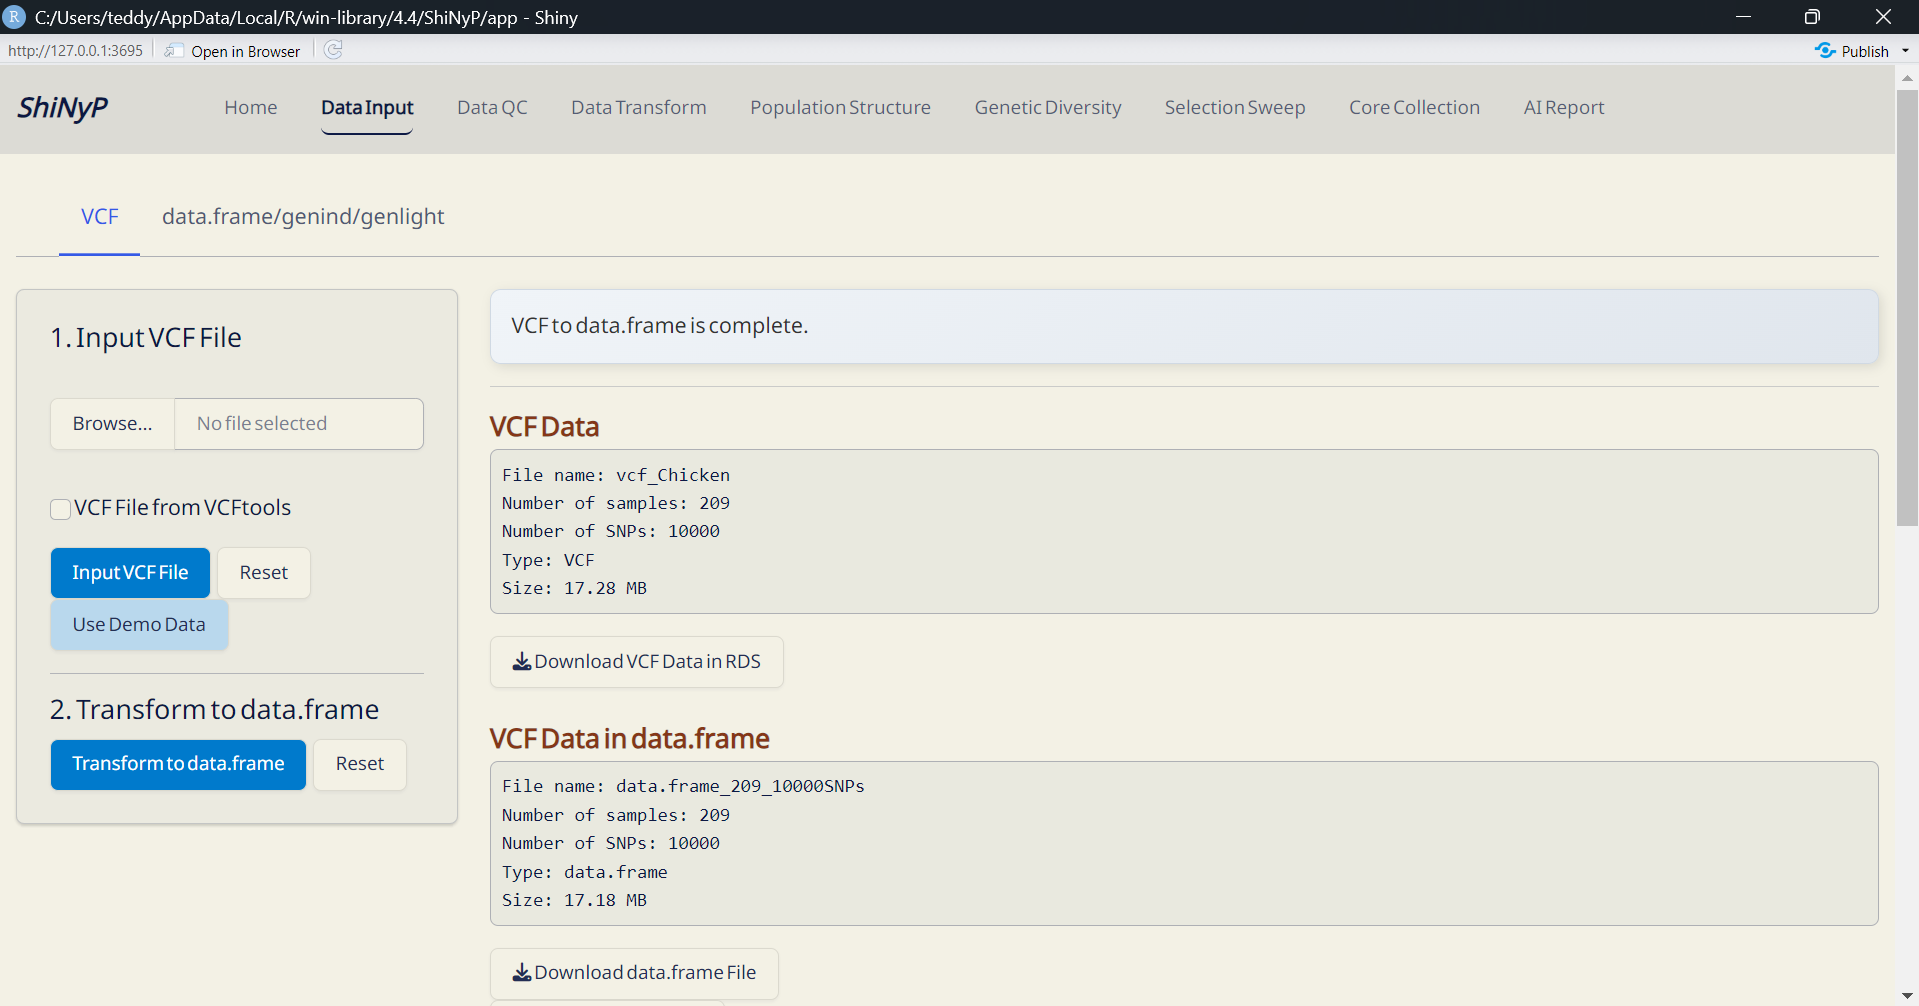 R C:/Users/teddy/AppData/Local/R/win-library/4.4/ShiNyP/app - Shiny
http://127.0.0.1:3695 Open in Browser Publish
ShiNyP Home Data Input Data QC Data Transform Population Structure Genetic Diversity Selection Sweep Core Collection AI Report
VCF data.frame/genind/genlight
1. Input VCF File
Browse... No file selected
VCF File from VCFtools
Input VCF File Reset
Use Demo Data
2. Transform to data.frame
Transform to data.frame Reset
VCF to data.frame is complete.
VCF Data
File name: vcf_Chicken
Number of samples: 209
Number of SNPs: 10000
Type: VCF
Size: 17.28 MB
Download VCF Data in RDS
VCF Data in data.frame
File name: data.frame_209_10000SNPs
Number of samples: 209
Number of SNPs: 10000
Type: data.frame
Size: 17.18 MB
Download data.frame File